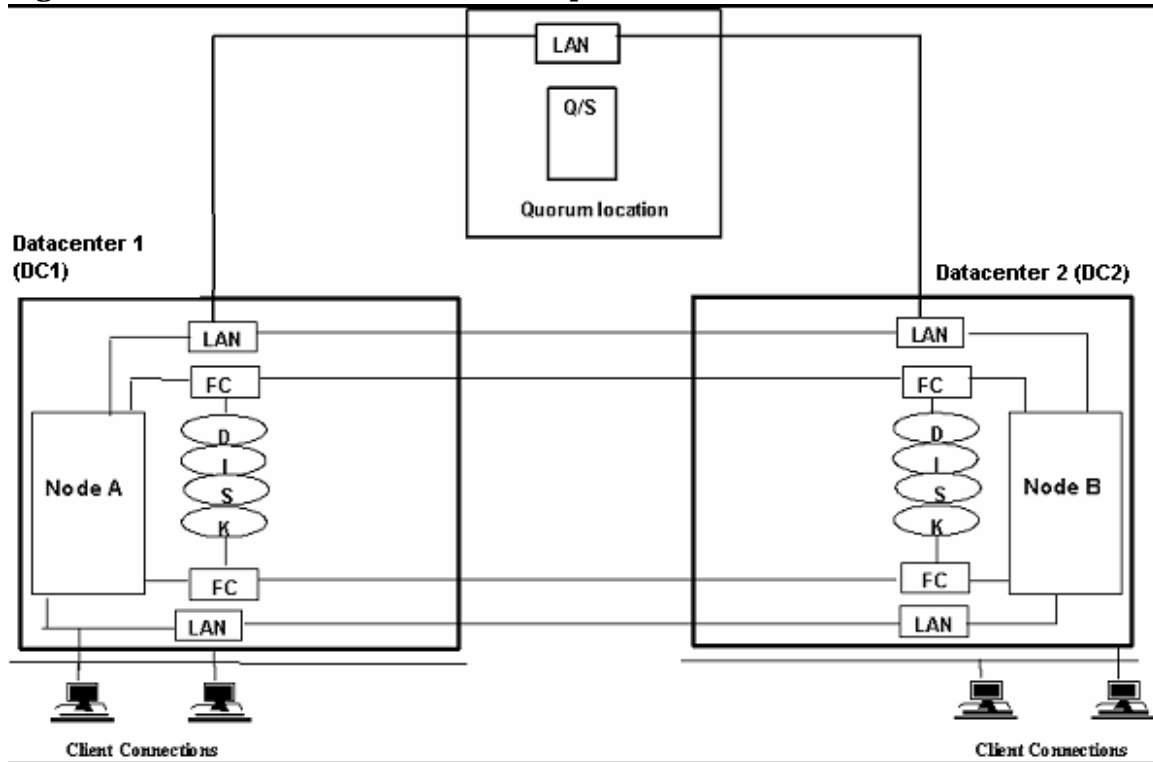 LAN
Q/S
Quorum location
Datacenter 1
(DC1)
Datacenter 2 (DC2)
LAN
LAN
FC
FC
D
I
S
K
D
I
S
K
Node A
Node B
FC
FC
LAN
LAN
Client Connections
Client Connections